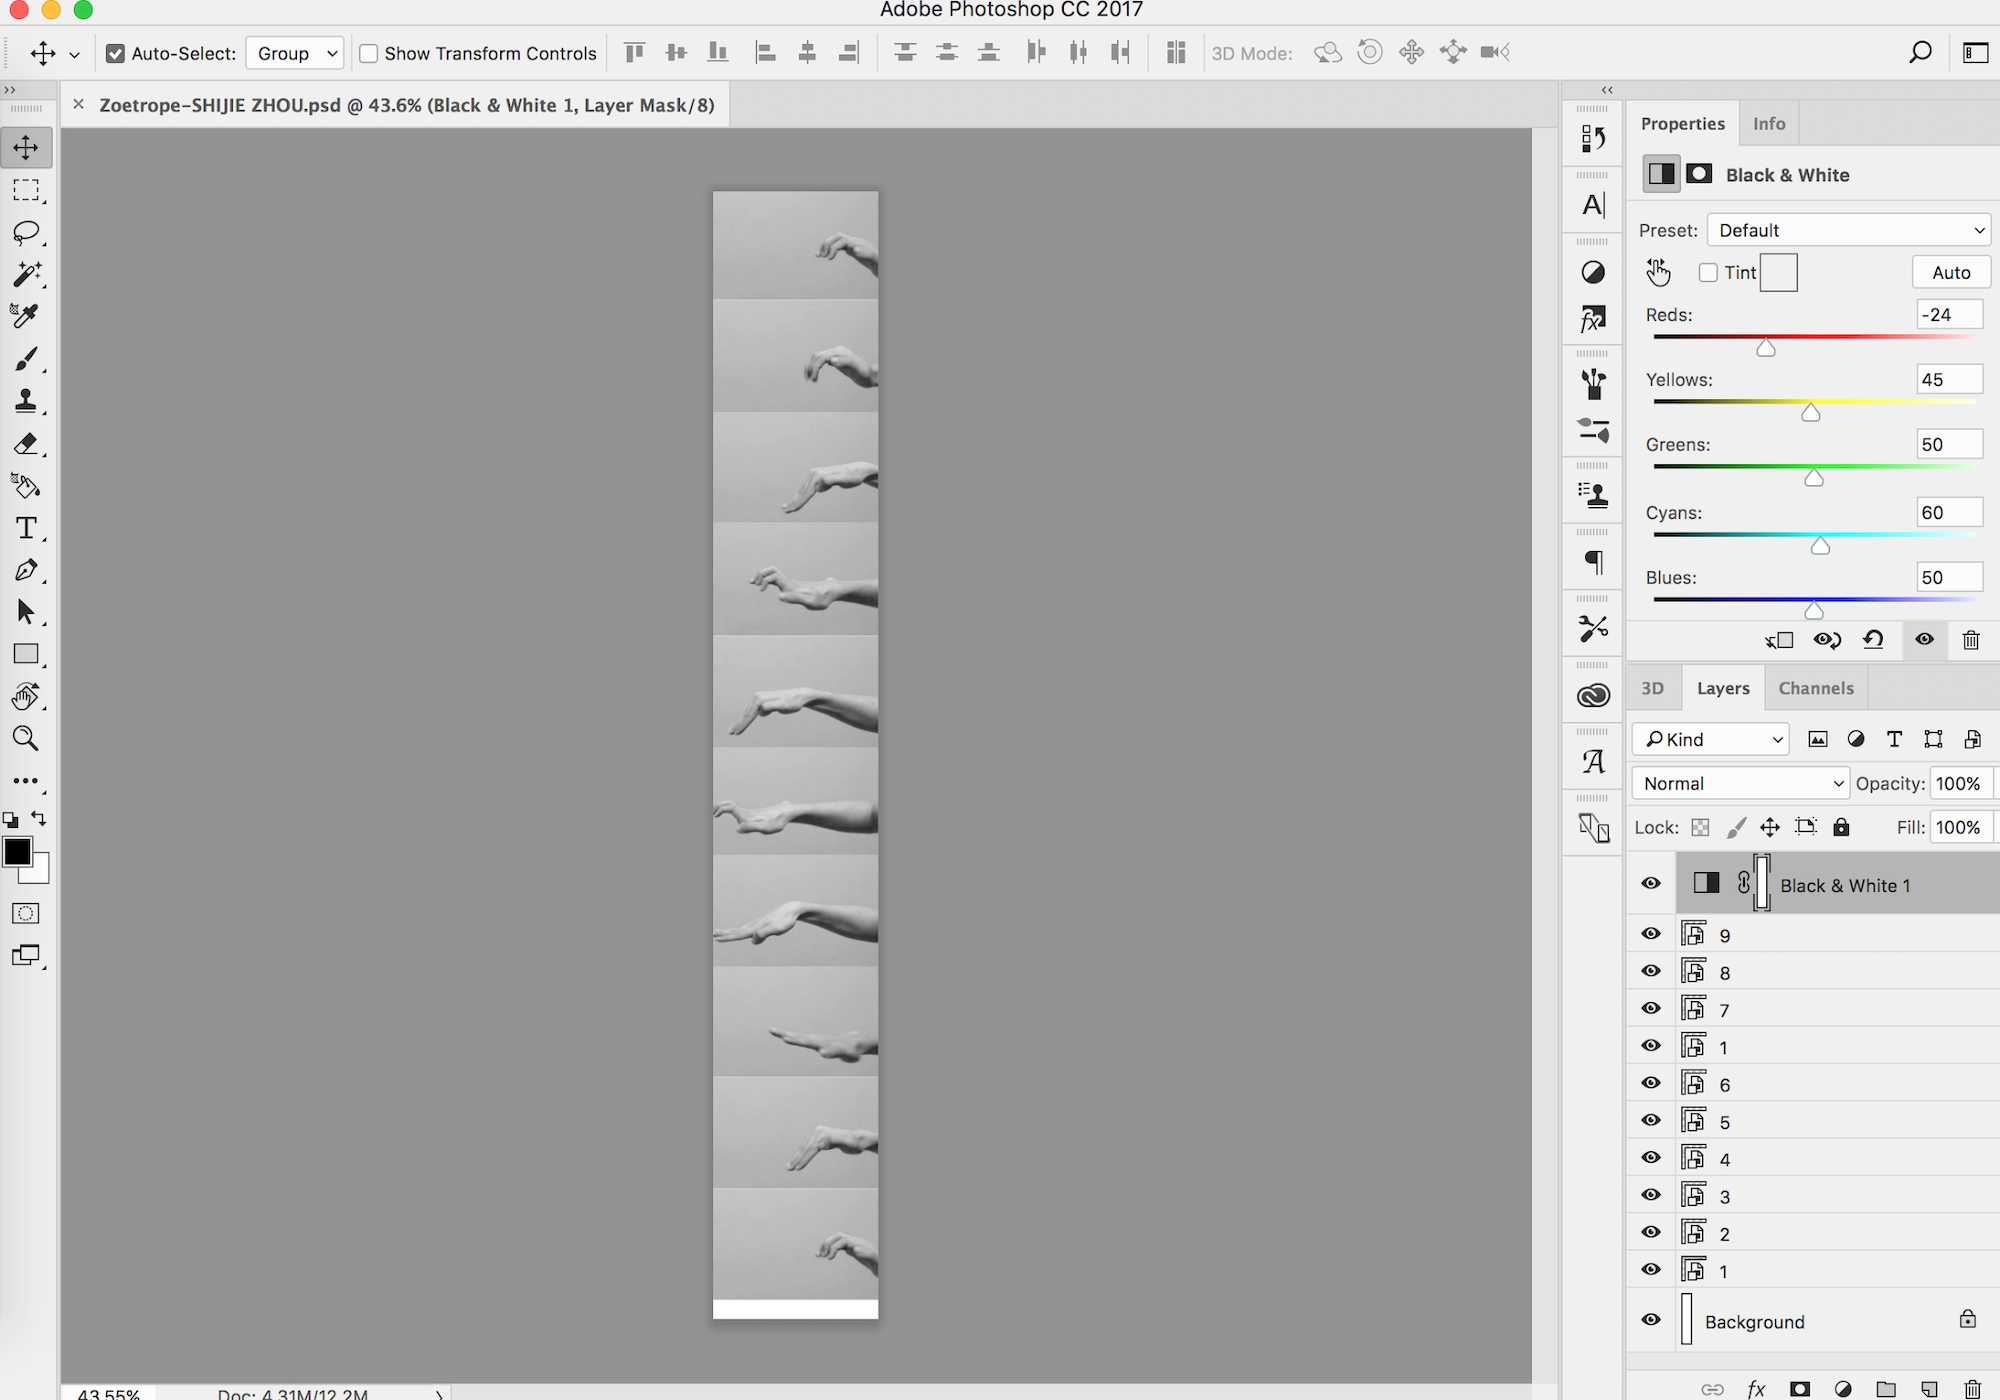 Adobe Photoshop CC 2017
Auto-Select: Group Show Transform Controls 3D Mode:
Zoetrope-SHIJIE ZHOU.psd @ 43.6% (Black & White 1, Layer Mask/8)
Properties Info
Black & White
Preset: Default
Tint Auto
Reds: -24
Yellows: 45
Greens: 50
Cyans: 60
Blues: 50
3D Layers Channels
Kind
Normal Opacity: 100%
Lock: Fill: 100%
Black & White 1
9
8
7
1
6
5
4
3
2
1
Background
43.55% Doc: 4.31M/12.2M